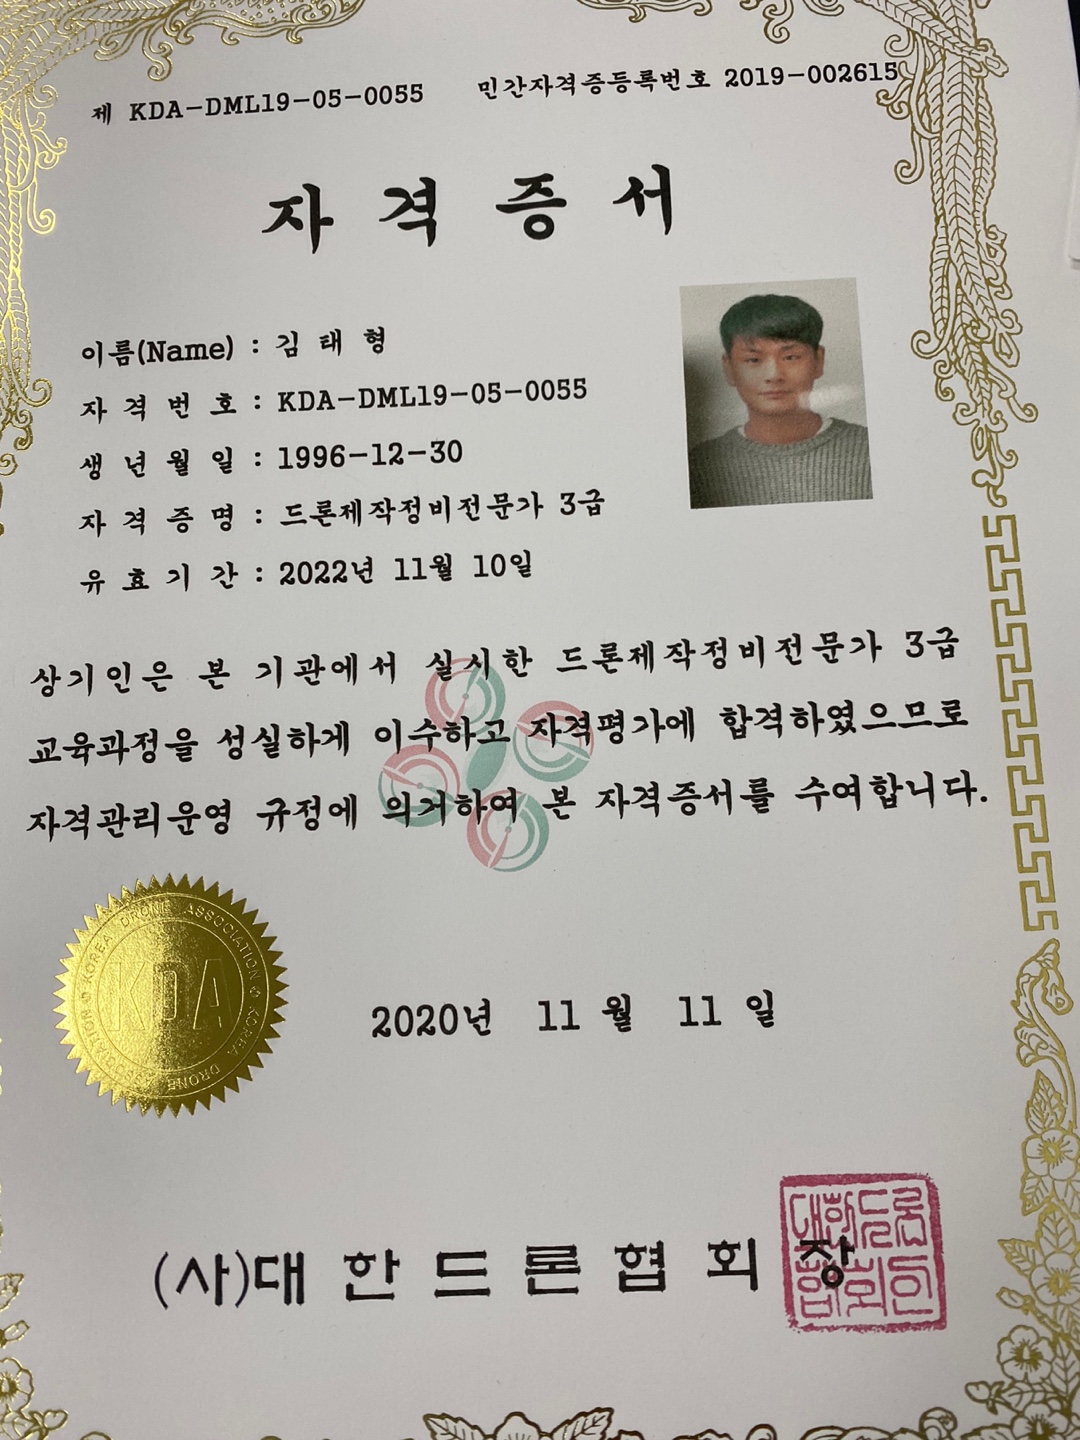 제 KDA-DML19-05-0055 민간자격증등록번호 2019-002615
자 격 증 서
이름(Name) : 김 태 형
자 격 번 호 : KDA-DML19-05-0055
생 년 월 일 : 1996-12-30
자 격 증 명 : 드론제작정비전문가 3급
유 효 기 간 : 2022년 11월 10일
상기인은 본 기관에서 실시한 드론제작정비전문가 3급
교육과정을 성실하게 이수하고 자격평가에 합격하였으므로
자격관리운영 규정에 의거하여 본 자격증서를 수여합니다.
KOREA DRONE ASSOCIATION KOREA DRONE ASSOCIATION
KDA
2020년 11 월 11 일
(사)대 한 드 론 협 회 장
대한드론
협회인